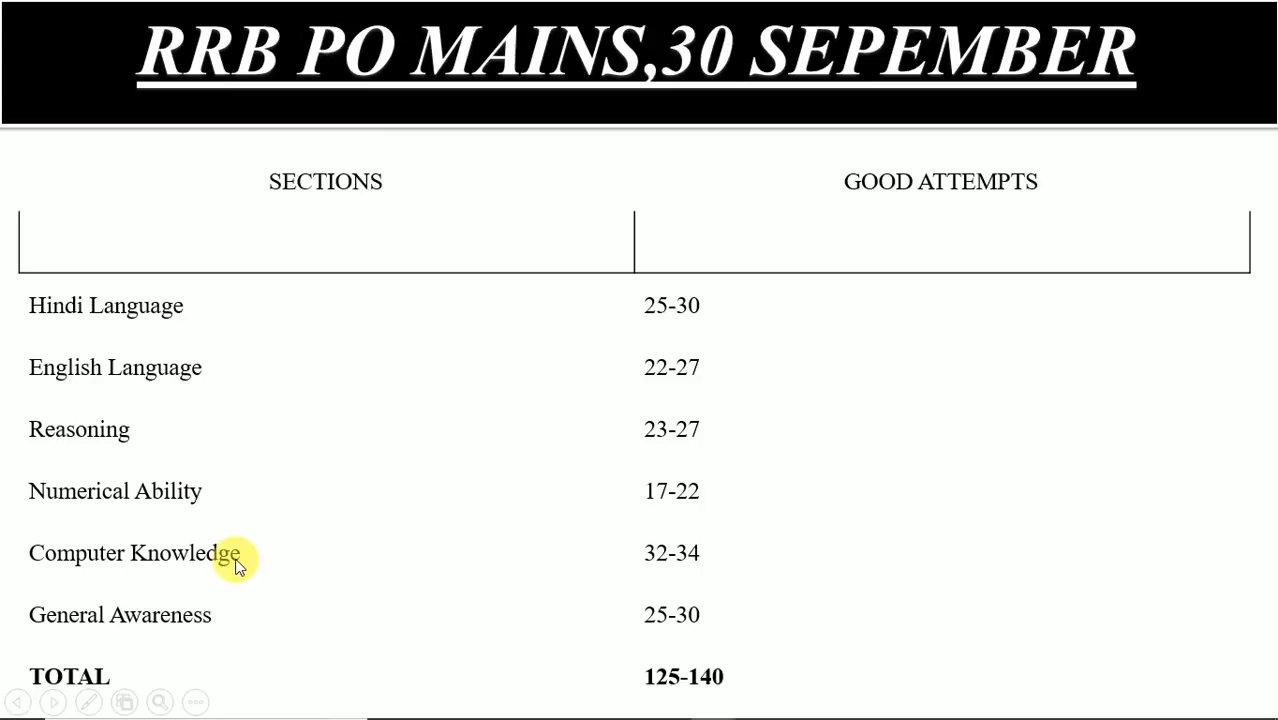 RRB PO MAINS,30 SEPEMBER
SECTIONS GOOD ATTEMPTS
Hindi Language 25-30
English Language 22-27
Reasoning 23-27
Numerical Ability 17-22
Computer Knowledge 32-34
General Awareness 25-30
TOTAL 125-140